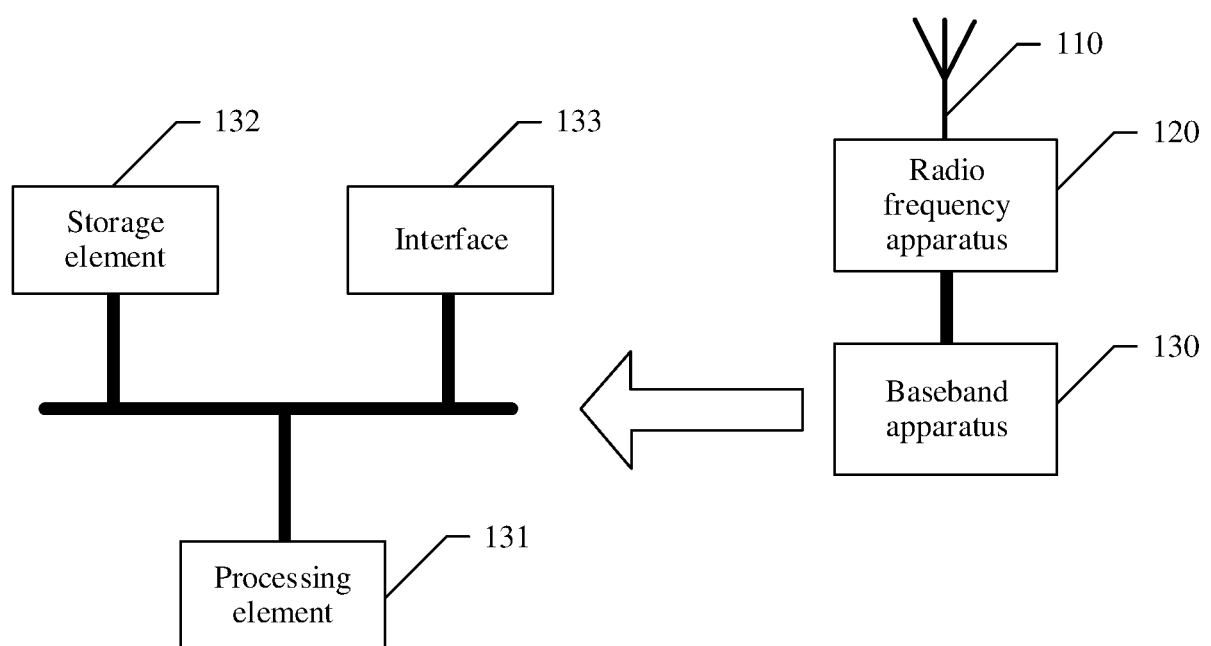 110
132
133
120
Radio
frequency
apparatus
Storage
element
Interface
130
Baseband
apparatus
131
Processing
element